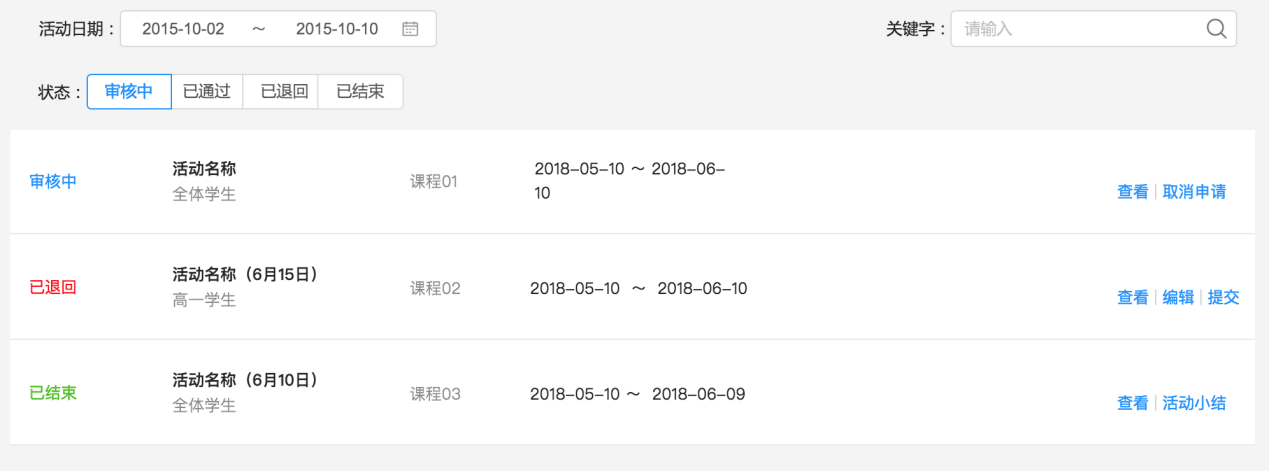 活动日期： 2015-10-02 ～ 2015-10-10 关键字： 请输入
状态： 审核中 已通过 已退回 已结束
审核中 活动名称 课程01 2018-05-10 ～ 2018-06-
全体学生 10
查看 | 取消申请
已退回 活动名称（6月15日） 课程02 2018-05-10 ～ 2018-06-10
高一学生
查看 | 编辑 | 提交
已结束 活动名称（6月10日） 课程03 2018-05-10 ～ 2018-06-09
全体学生
查看 | 活动小结